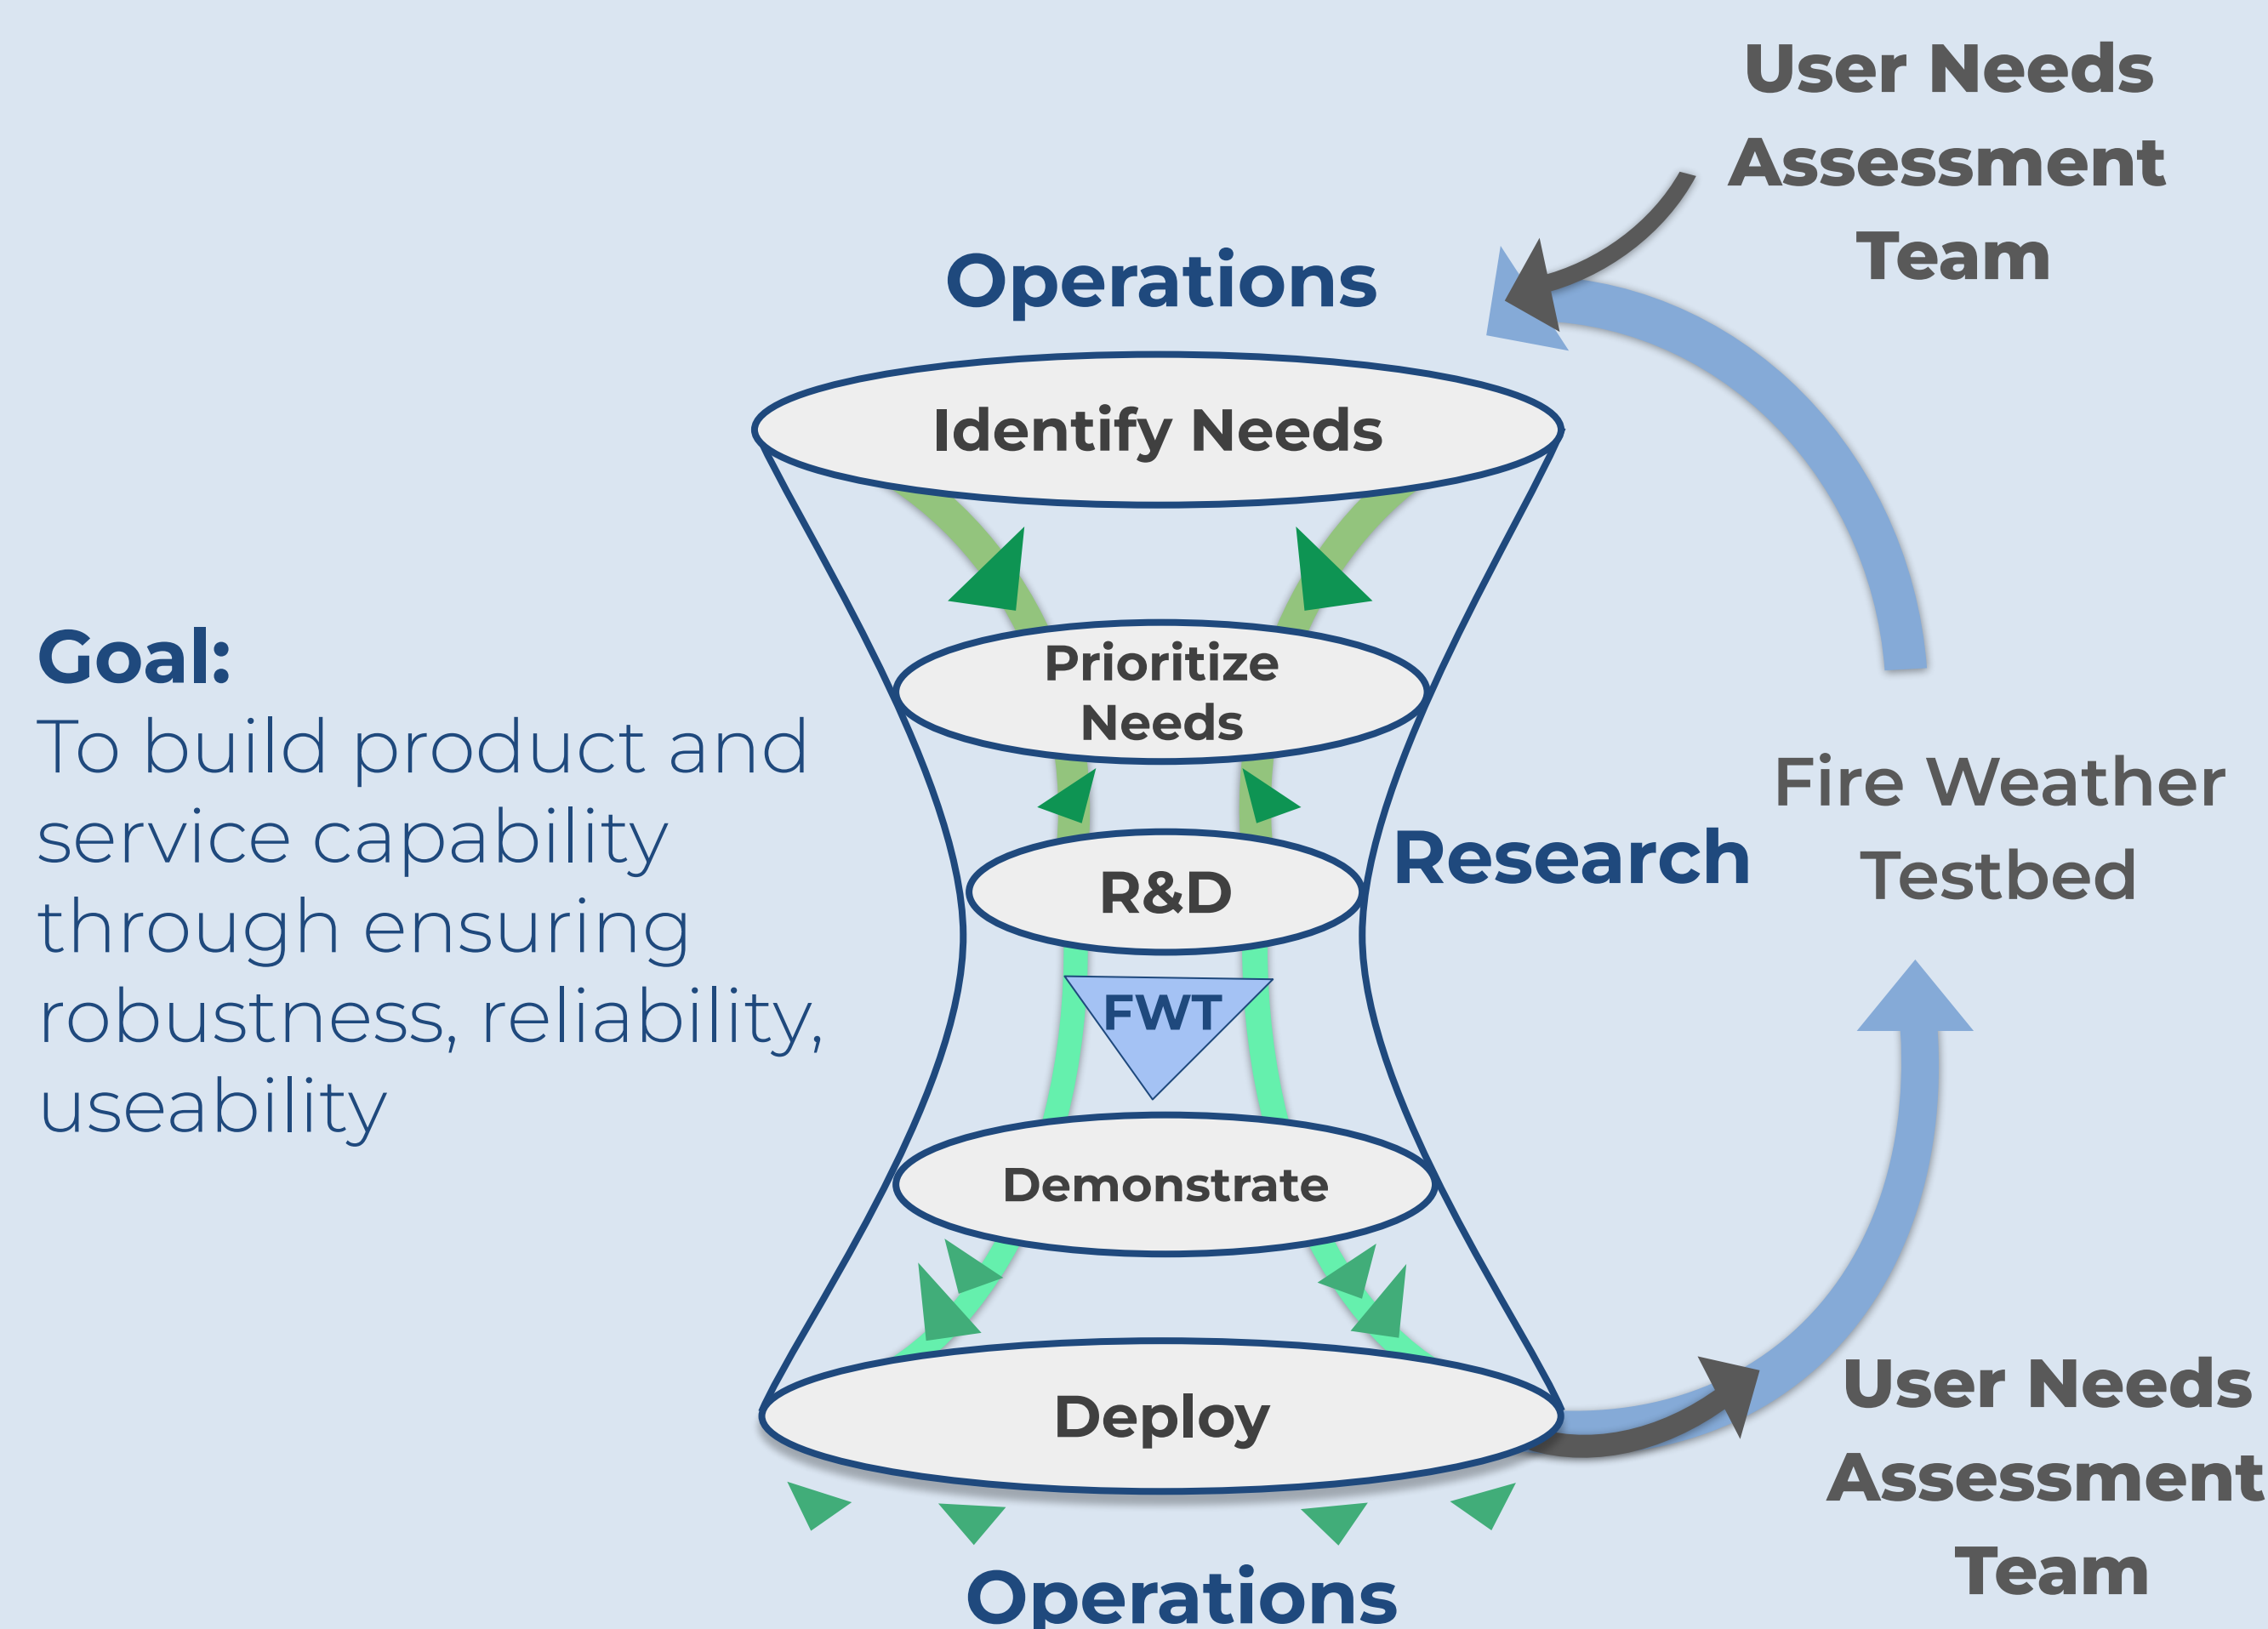 User Needs
Assessment
Team
Operations
Identify Needs
Prioritize
Needs
Goal:
To build product and
service capability
through ensuring
robustness, reliability,
useability
R&D
Research
Fire Weather
Testbed
FWT
Demonstrate
Deploy
User Needs
Assessment
Team
Operations